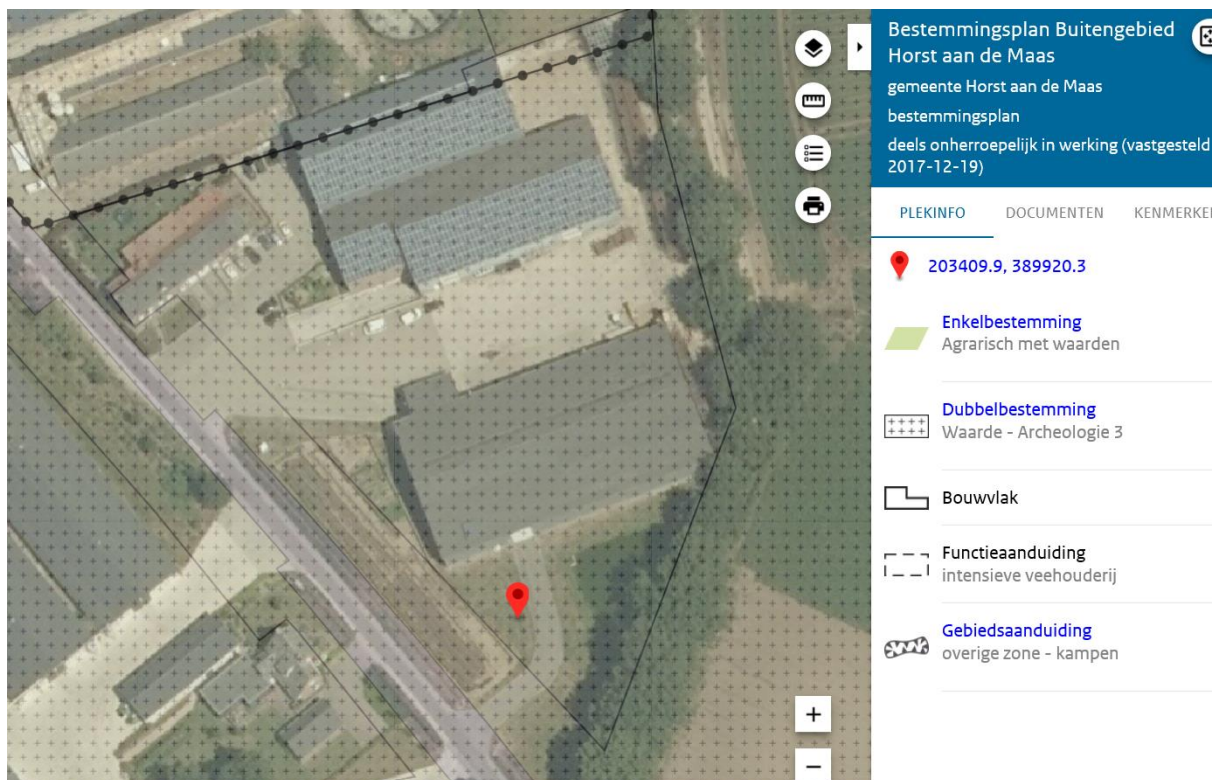 Bestemmingsplan Buitengebied
Horst aan de Maas
gemeente Horst aan de Maas
bestemmingsplan
deels onherroepelijk in werking (vastgesteld
2017-12-19)
PLEKINFO DOCUMENTEN KENMERKEN
203409.9, 389920.3
Enkelbestemming
Agrarisch met waarden
Dubbelbestemming
Waarde - Archeologie 3
Bouwvlak
Functieaanduiding
intensieve veehouderij
Gebiedsaanduiding
overige zone - kampen